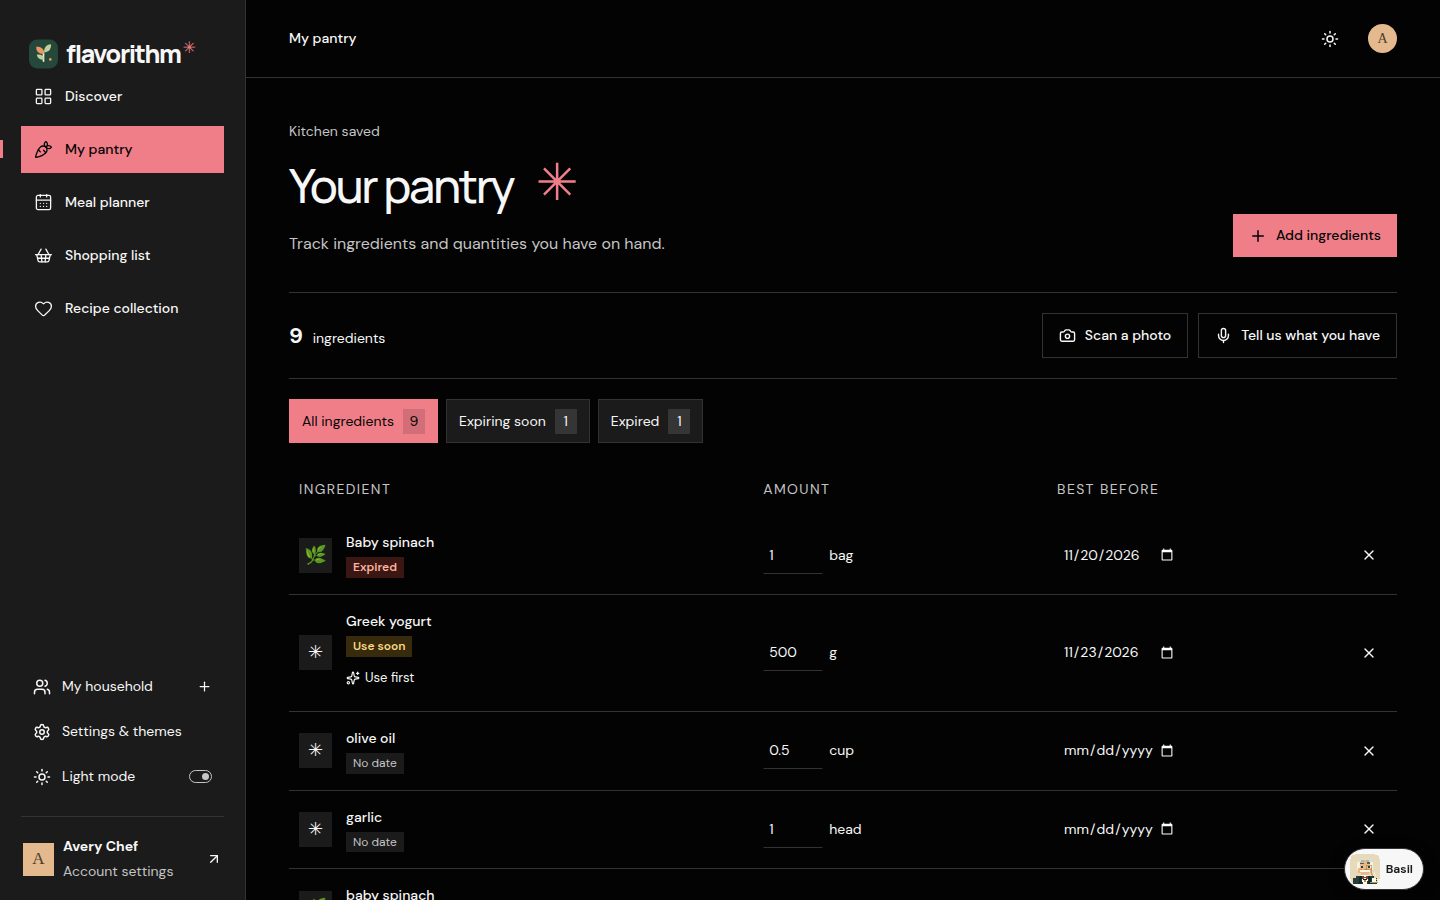 flavorithm
Discover
My pantry
Meal planner
Shopping list
Recipe collection
My household
Settings & themes
Light mode
A
Avery Chef
Account settings
My pantry
A
Kitchen saved
Your pantry
Track ingredients and quantities you have on hand.
Add ingredients
9 ingredients
Scan a photo
Tell us what you have
All ingredients 9
Expiring soon 1
Expired 1
INGREDIENT AMOUNT BEST BEFORE
Baby spinach
Expired
1 bag
11/20/2026
Greek yogurt
Use soon
Use first
500 g
11/23/2026
olive oil
No date
0.5 cup
mm/dd/yyyy
garlic
No date
1 head
mm/dd/yyyy
baby spinach
Basil